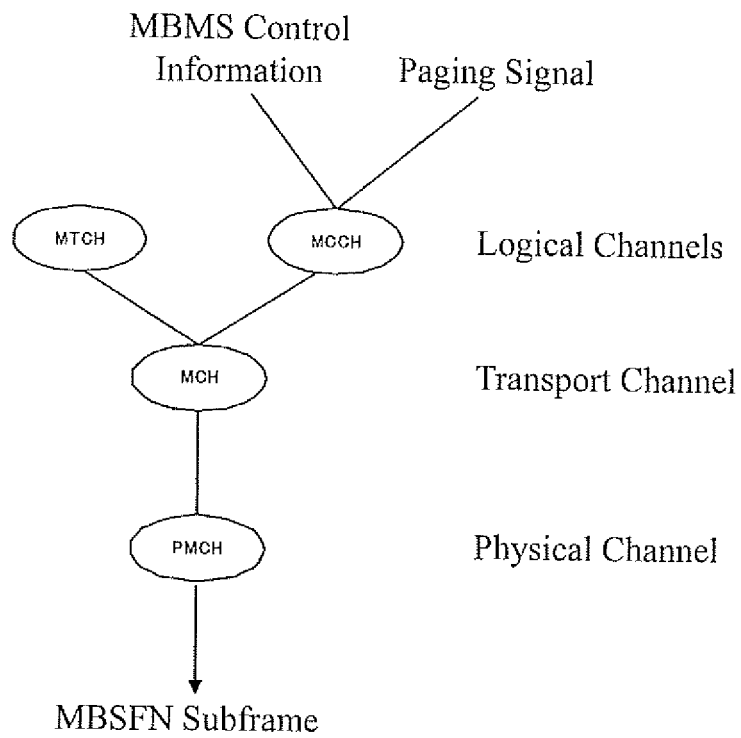 MBMS Control
Information
Paging Signal
MTCH
MCCH
Logical Channels
MCH
Transport Channel
PMCH
Physical Channel
MBSFN Subframe